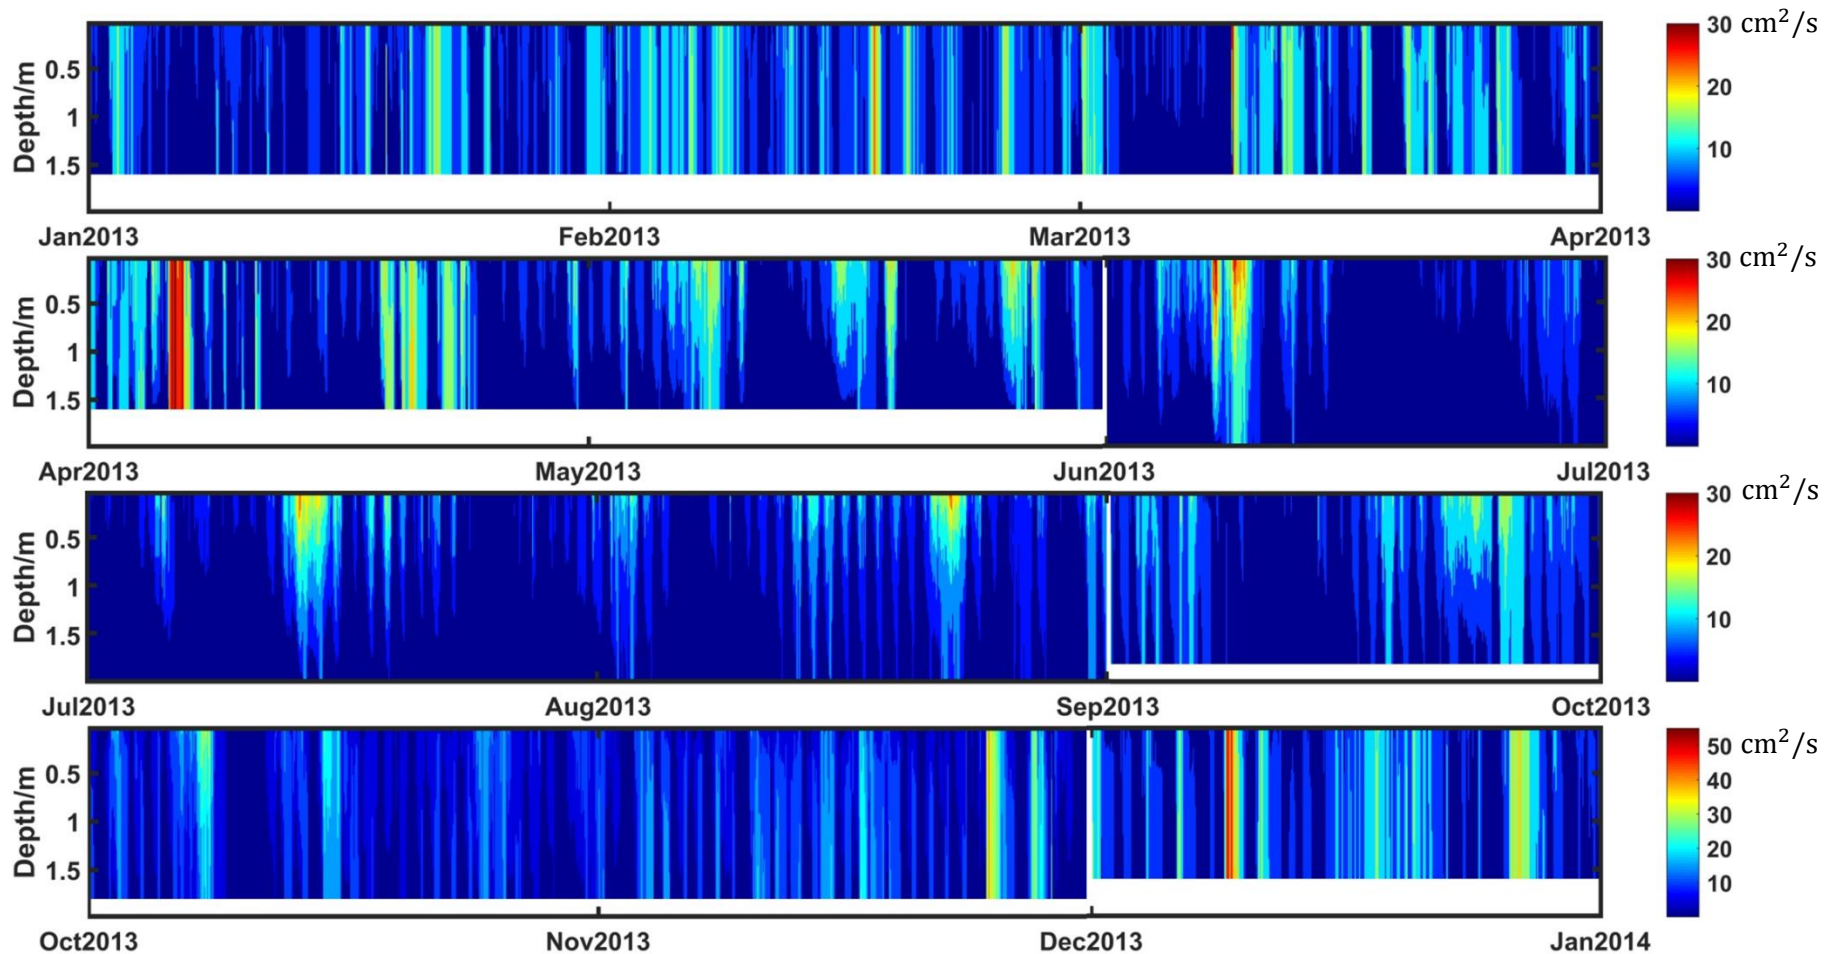 30 cm²/s
Depth/m
0.5
1
1.5
20
10
Jan2013 Feb2013 Mar2013 Apr2013
30 cm²/s
Depth/m
0.5
1
1.5
20
10
Apr2013 May2013 Jun2013 Jul2013
30 cm²/s
Depth/m
0.5
1
1.5
20
10
Jul2013 Aug2013 Sep2013 Oct2013
50 cm²/s
Depth/m
0.5
1
1.5
40
30
20
10
Oct2013 Nov2013 Dec2013 Jan2014